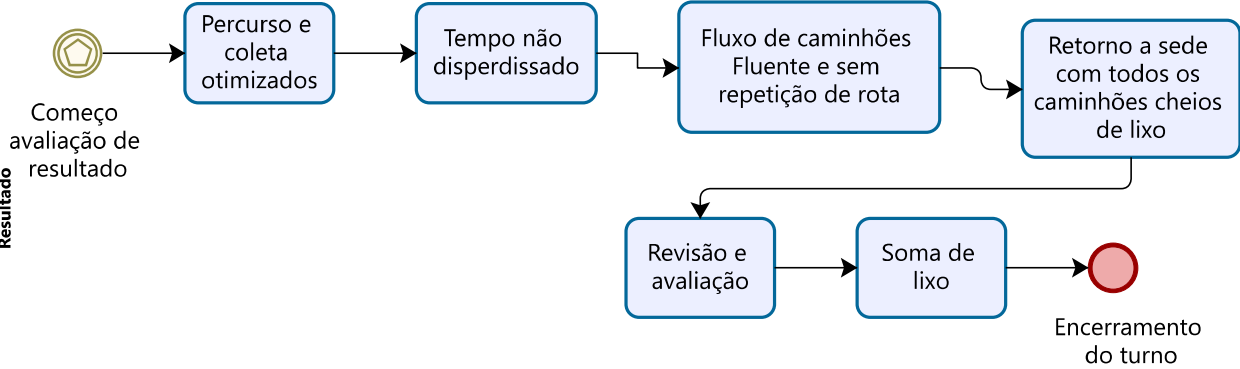 Começo
avaliação de
resultado
Resultado
Percurso e
coleta
otimizados
Tempo não
disperdissado
Fluxo de caminhões
Fluente e sem
repetição de rota
Retorno a sede
com todos os
caminhões cheios
de lixo
Revisão e
avaliação
Soma de
lixo
Encerramento
do turno